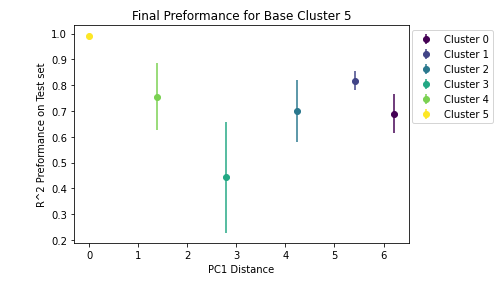 Final Preformance for Base Cluster 5
R^2 Preformance on Test set
1.0
0.9
0.8
0.7
0.6
0.5
0.4
0.3
0.2
0 1 2 3 4 5 6
PC1 Distance
Cluster 0
Cluster 1
Cluster 2
Cluster 3
Cluster 4
Cluster 5